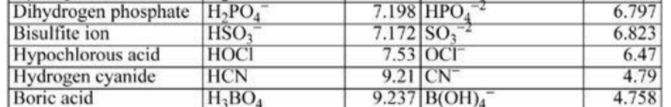 Dihydrogen phosphate H₂PO₄⁻ 7.198 HPO₄⁻² 6.797
Bisulfite ion HSO₃⁻ 7.172 SO₃⁻² 6.823
Hypochlorous acid HOCl 7.53 OCl⁻ 6.47
Hydrogen cyanide HCN 9.21 CN⁻ 4.79
Boric acid H₃BO₄ 9.237 B(OH)₄⁻ 4.758